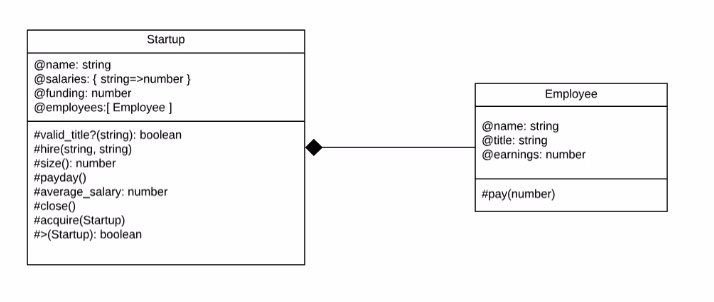 Startup
@name: string
@salaries: { string=>number }
@funding: number
@employees:[ Employee ]
#valid_title?(string): boolean
#hire(string, string)
#size(): number
#payday()
#average_salary: number
#close()
#acquire(Startup)
#>(Startup): boolean
Employee
@name: string
@title: string
@earnings: number
#pay(number)